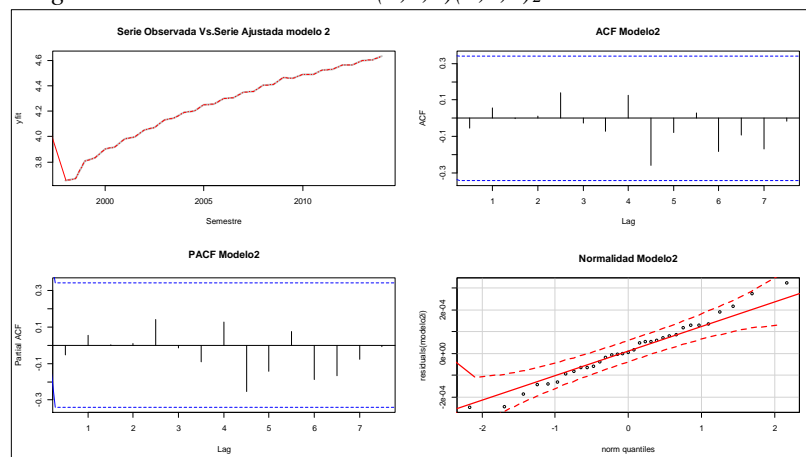 Serie Observada Vs.Serie Ajustada modelo 2
yfit
3.8 4.0 4.2 4.4 4.6
2000 2005 2010
Semestre
ACF Modelo2
ACF
-0.3 -0.1 0.1 0.3
1 2 3 4 5 6 7
Lag
PACF Modelo2
Partial ACF
-0.3 -0.1 0.1 0.3
1 2 3 4 5 6 7
Lag
Normalidad Modelo2
residuals(modelo2)
-2e-04 0e+00 2e-04
-2 -1 0 1 2
norm quantiles